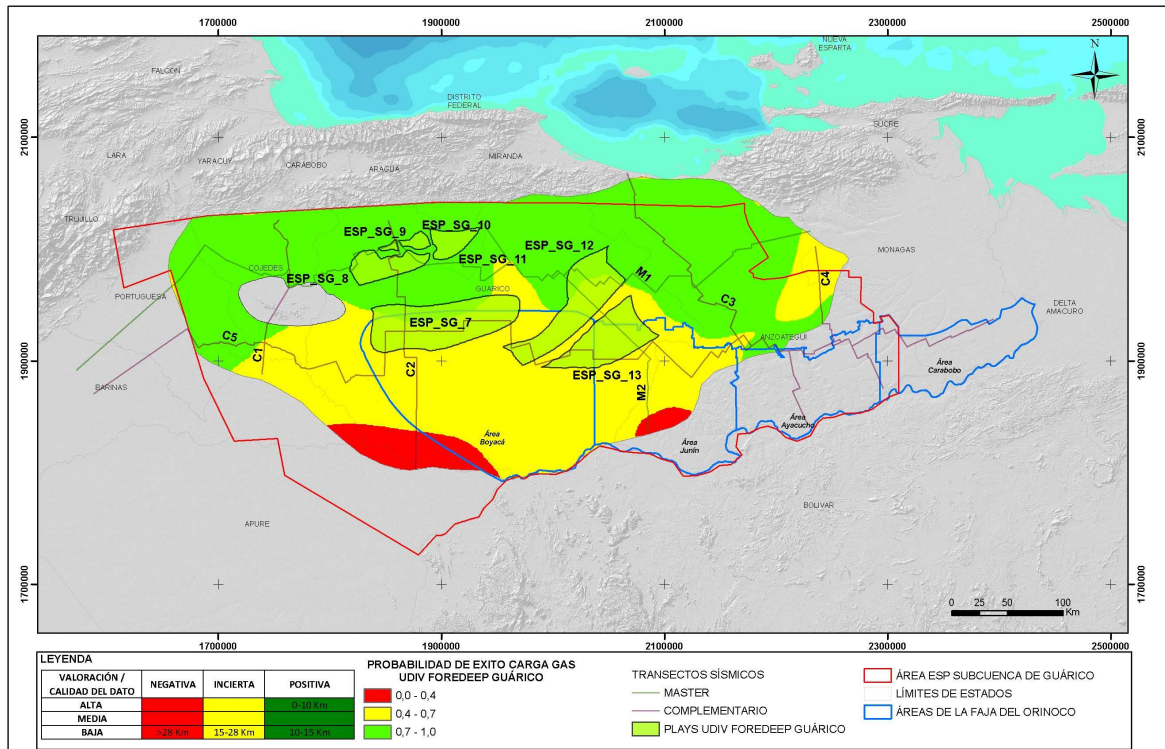 1700000 1900000 2100000 2300000 2500000
NUEVA
ESPARTA
N
FALCON
DISTRITO
FEDERAL
2100000 2100000
SUCRE
LARA
YARACUY
CARABOBO
ARAGUA
MIRANDA
TRUJILLO
ESP_SG_10
ESP_SG_9
ESP_SG_12
MONAGAS
COJEDES
ESP_SG_11
ESP_SG_8
M1
C4
PORTUGUESA
GUARICO
C3
DELTA
AMACURO
ESP_SG_7
C5
ANZOATEGUI
1900000 1900000
C1
C2
ESP_SG_13
Área
Carabobo
BARINAS
M2
Área
Ayacucho
Área
Boyacá
Área
Junín
BOLIVAR
APURE
1700000 1700000
0 25 50 100
Km
1700000 1900000 2100000 2300000 2500000
LEYENDA
VALORACIÓN /
CALIDAD DEL DATO
NEGATIVA
INCIERTA
POSITIVA
ALTA 0-10 Km
MEDIA
BAJA >28 Km 15-28 Km 10-15 Km
PROBABILIDAD DE EXITO CARGA GAS
UDIV FOREDEEP GUÁRICO
0,0 - 0,4
0,4 - 0,7
0,7 - 1,0
TRANSECTOS SÍSMICOS
MASTER
COMPLEMENTARIO
PLAYS UDIV FOREDEEP GUÁRICO
ÁREA ESP SUBCUENCA DE GUÁRICO
LÍMITES DE ESTADOS
ÁREAS DE LA FAJA DEL ORINOCO